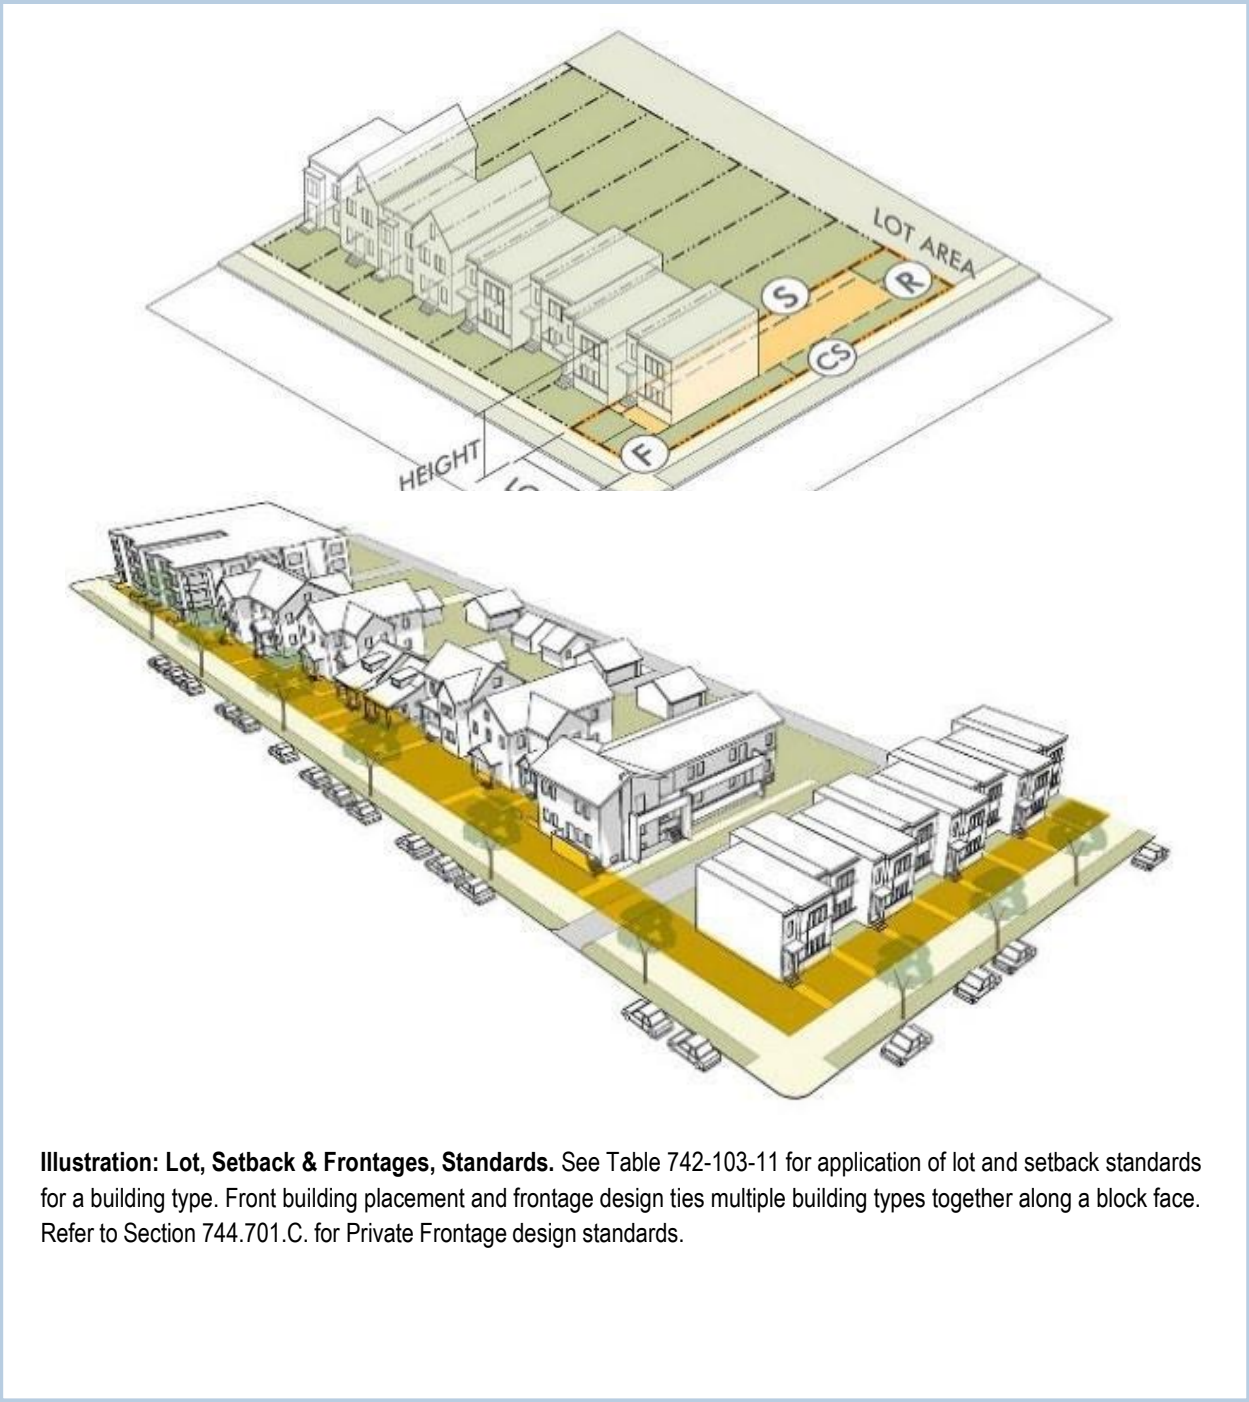 LOT AREA
S
R
CS
F
HEIGHT
Illustration: Lot, Setback & Frontages, Standards. See Table 742-103-11 for application of lot and setback standards
for a building type. Front building placement and frontage design ties multiple building types together along a block face.
Refer to Section 744.701.C. for Private Frontage design standards.